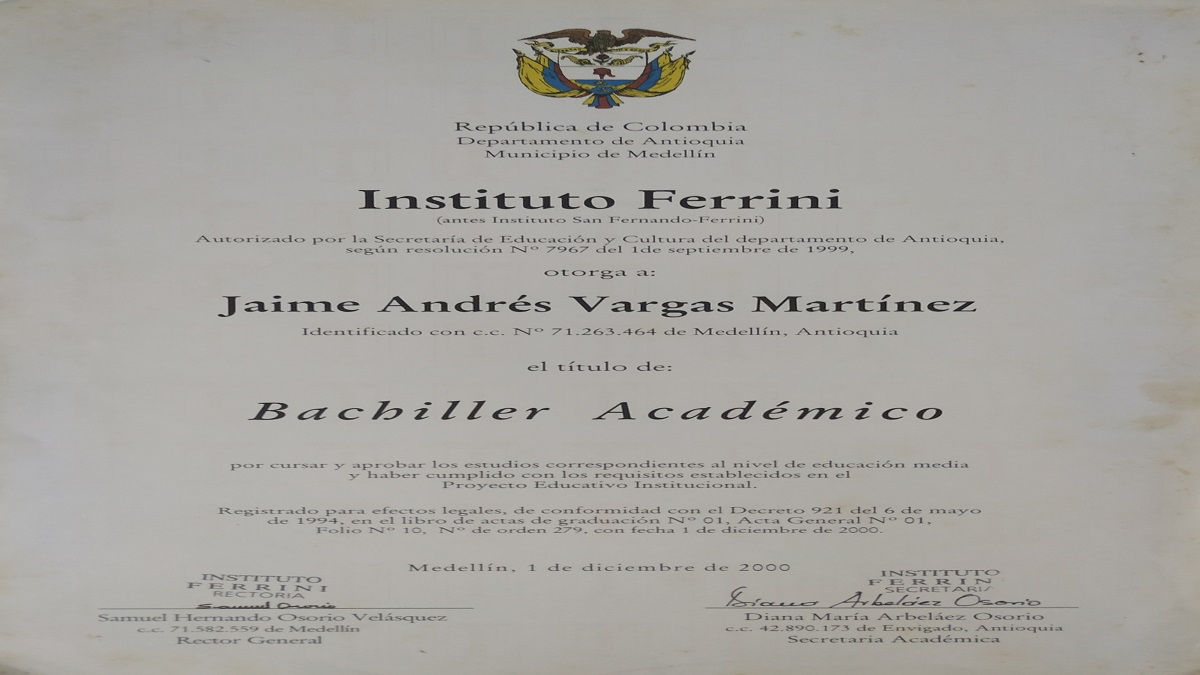 República de Colombia
Departamento de Antioquia
Municipio de Medellín
Instituto Ferrini
(antes Instituto San Fernando-Ferrini)
Autorizado por la Secretaría de Educación y Cultura del departamento de Antioquia,
según resolución Nº 7967 del 1de septiembre de 1999,
otorga a:
Jaime Andrés Vargas Martínez
Identificado con c.c. Nº 71.263.464 de Medellín, Antioquia
el título de:
Bachiller Académico
por cursar y aprobar los estudios correspondientes al nivel de educación media
y haber cumplido con los requisitos establecidos en el
Proyecto Educativo Institucional.
Registrado para efectos legales, de conformidad con el Decreto 921 del 6 de mayo
de 1994, en el libro de actas de graduación Nº 01, Acta General Nº 01,
Folio Nº 10, Nº de orden 279, con fecha 1 de diciembre de 2000.
Medellín, 1 de diciembre de 2000
INSTITUTO
FERRINI
RECTORIA
Samuel Osorio
Samuel Hernando Osorio Velásquez
c.c. 71.582.559 de Medellín
Rector General
INSTITUTO
FERRIN
SECRETARI
Diana Arbeláez Osorio
Diana María Arbeláez Osorio
c.c. 42.890.173 de Envigado, Antioquia
Secretaria Académica